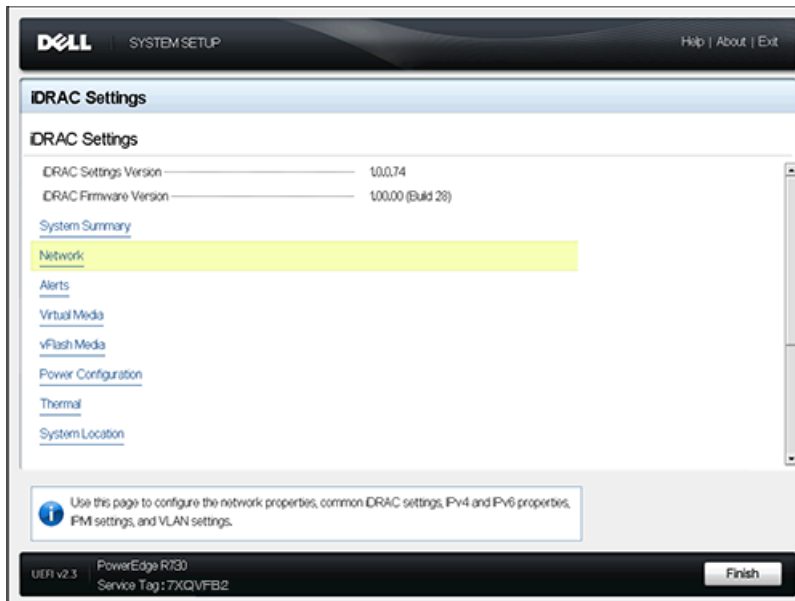 DELL SYSTEM SETUP Help | About | Exit
iDRAC Settings
iDRAC Settings
iDRAC Settings Version 1.0.0.74
iDRAC Firmware Version 1.00.00 (Build 28)
System Summary
Network
Alerts
Virtual Media
vFlash Media
Power Configuration
Thermal
System Location
Use this page to configure the network properties, common iDRAC settings, IPv4 and IPv6 properties,
IPMI settings, and VLAN settings.
UEFI v2.3 PowerEdge R730
Service Tag : 7XQVFB2
Finish